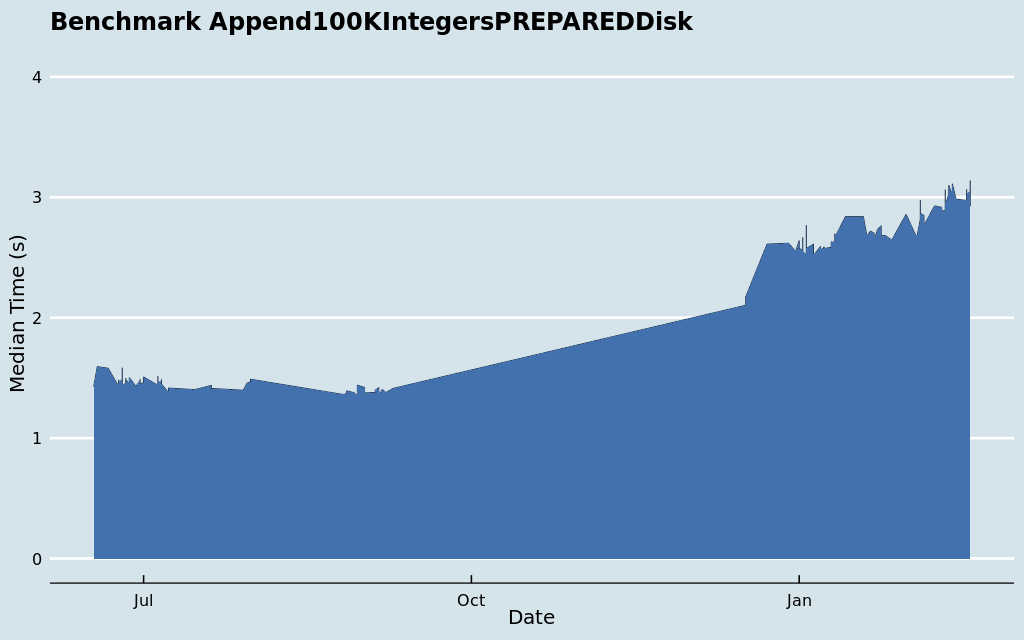 Benchmark Append100KIntegersPREPAREDDisk
4
3
2
1
0
Median Time (s)
Jul
Oct
Jan
Date